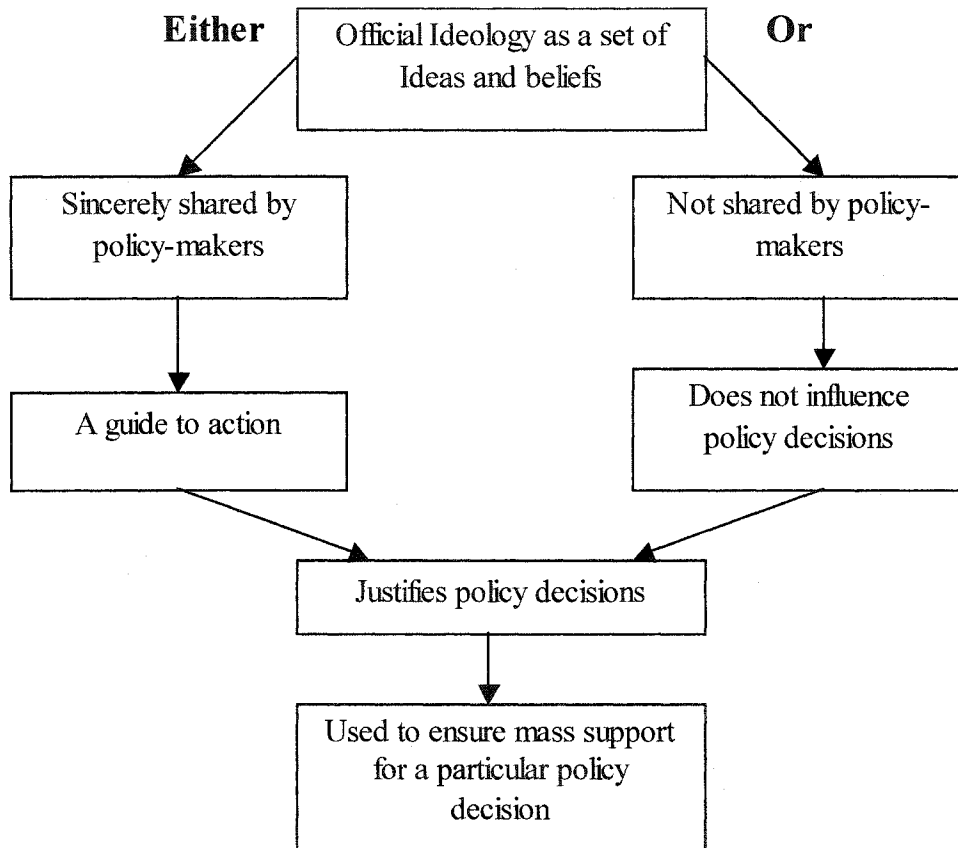 Either
Official Ideology as a set of
Ideas and beliefs
Or
Sincerely shared by
policy-makers
Not shared by policy-
makers
A guide to action
Does not influence
policy decisions
Justifies policy decisions
Used to ensure mass support
for a particular policy
decision